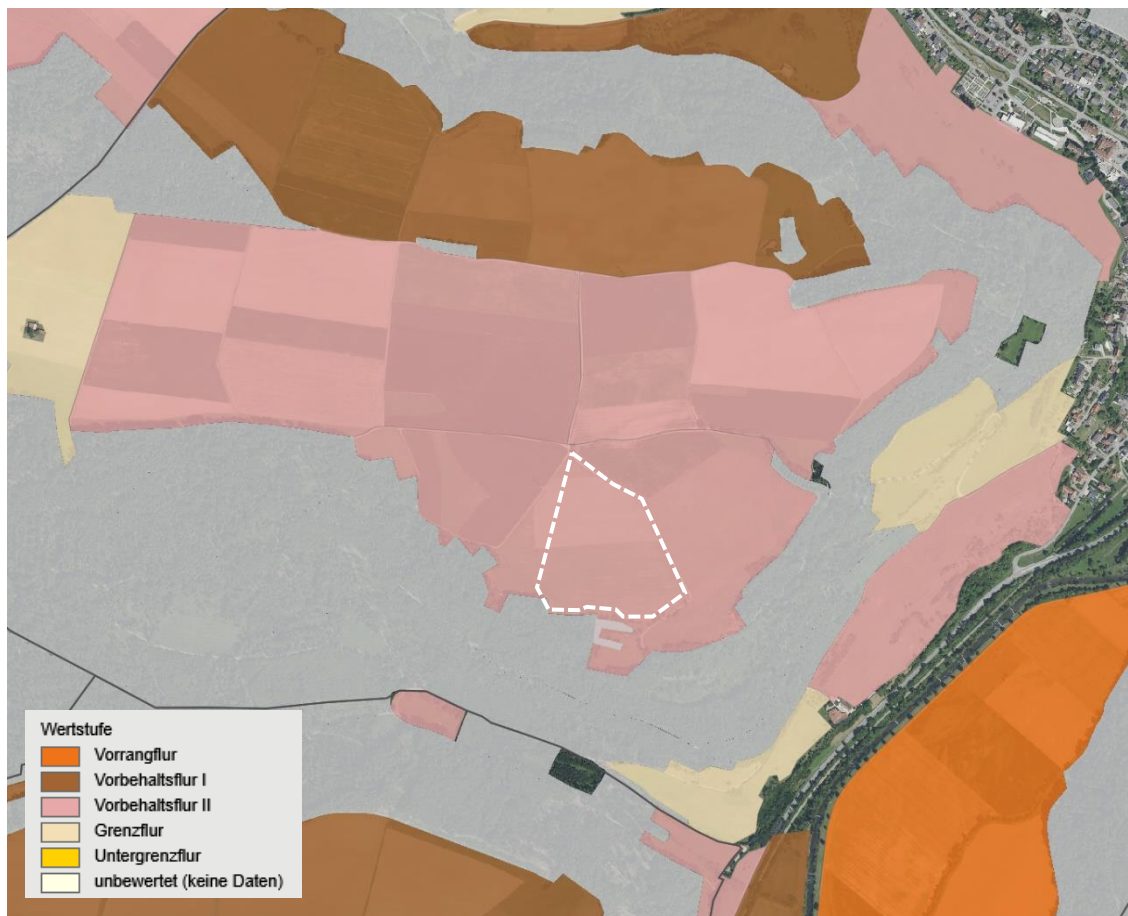 Wertstufe
Vorrangflur
Vorbehaltsflur I
Vorbehaltsflur II
Grenzflur
Untergrenzflur
unbewertet (keine Daten)